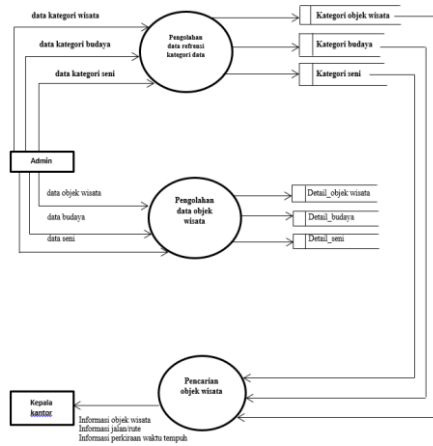 data kategori wisata
data kategori budaya
data kategori seni
Pengolahan
data refrensi
kategori data
Kategori objek wisata
Kategori budaya
Kategori seni
Admin
data objek wisata
data budaya
data seni
Pengolahan
data objek
wisata
Detail_objek wisata
Detail_budaya
Detail_seni
Pencarian
objek wisata
Kepala
kantor
Informasi objek wisata
Informasi jalan/rute
Informasi perkiraan waktu tempuh